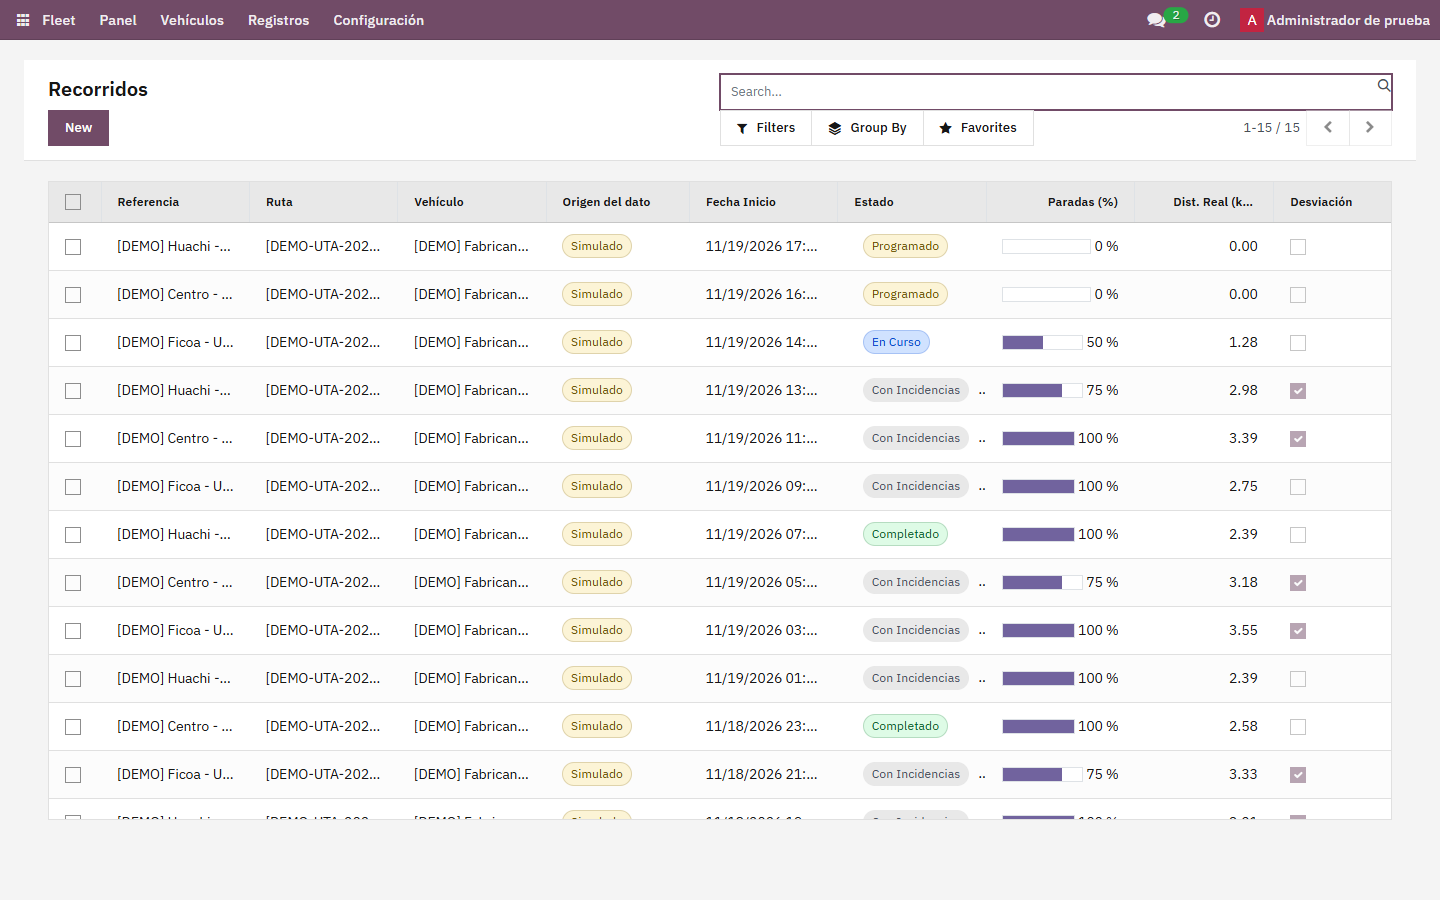 Fleet Panel Vehículos Registros Configuración 2 A Administrador de prueba
Recorridos
Search...
New Filters Group By Favorites 1-15 / 15
Referencia Ruta Vehículo Origen del dato Fecha Inicio Estado Paradas (%) Dist. Real (k... Desviación
[DEMO] Huachi -... [DEMO-UTA-202... [DEMO] Fabrican... Simulado 11/19/2026 17:... Programado 0 % 0.00
[DEMO] Centro - ... [DEMO-UTA-202... [DEMO] Fabrican... Simulado 11/19/2026 16:... Programado 0 % 0.00
[DEMO] Ficoa - U... [DEMO-UTA-202... [DEMO] Fabrican... Simulado 11/19/2026 14:... En Curso 50 % 1.28
[DEMO] Huachi -... [DEMO-UTA-202... [DEMO] Fabrican... Simulado 11/19/2026 13:... Con Incidencias .. 75 % 2.98
[DEMO] Centro - ... [DEMO-UTA-202... [DEMO] Fabrican... Simulado 11/19/2026 11:... Con Incidencias .. 100 % 3.39
[DEMO] Ficoa - U... [DEMO-UTA-202... [DEMO] Fabrican... Simulado 11/19/2026 09:... Con Incidencias .. 100 % 2.75
[DEMO] Huachi -... [DEMO-UTA-202... [DEMO] Fabrican... Simulado 11/19/2026 07:... Completado 100 % 2.39
[DEMO] Centro - ... [DEMO-UTA-202... [DEMO] Fabrican... Simulado 11/19/2026 05:... Con Incidencias .. 75 % 3.18
[DEMO] Ficoa - U... [DEMO-UTA-202... [DEMO] Fabrican... Simulado 11/19/2026 03:... Con Incidencias .. 100 % 3.55
[DEMO] Huachi -... [DEMO-UTA-202... [DEMO] Fabrican... Simulado 11/19/2026 01:... Con Incidencias .. 100 % 2.39
[DEMO] Centro - ... [DEMO-UTA-202... [DEMO] Fabrican... Simulado 11/18/2026 23:... Completado 100 % 2.58
[DEMO] Ficoa - U... [DEMO-UTA-202... [DEMO] Fabrican... Simulado 11/18/2026 21:... Con Incidencias .. 75 % 3.33